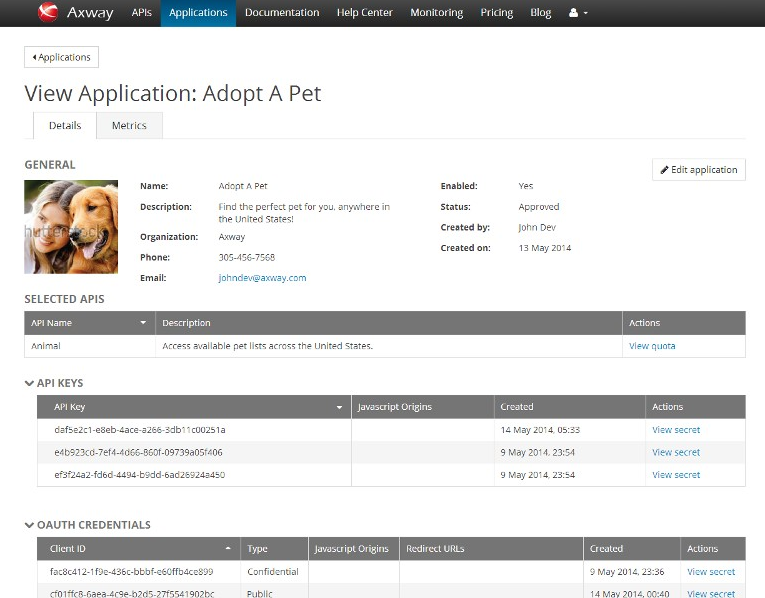 Axway APIs Applications Documentation Help Center Monitoring Pricing Blog
Applications
View Application: Adopt A Pet
Details Metrics
GENERAL
Edit application
Name: Adopt A Pet Enabled: Yes
Description: Find the perfect pet for you, anywhere in Status: Approved
the United States!
Created by: John Dev
Organization: Axway
Created on: 13 May 2014
Phone: 305-456-7568
Email: johndev@axway.com
SELECTED APIS
API Name Description Actions
Animal Access available pet lists across the United States. View quota
API KEYS
API Key Javascript Origins Created Actions
daf5e2c1-e8eb-4ace-a266-3db11c00251a 14 May 2014, 05:33 View secret
e4b923cd-7ef4-4d66-860f-09739a05f406 9 May 2014, 23:54 View secret
ef3f24a2-fd6d-4494-b9dd-6ad26924a450 9 May 2014, 23:54 View secret
OAUTH CREDENTIALS
Client ID Type Javascript Origins Redirect URLs Created Actions
fac8c412-1f9e-436c-bbbf-e60ffb4ce899 Confidential 9 May 2014, 23:36 View secret
cf01ffc8-6aea-4c9e-b2d5-27f5541902bc Public 14 May 2014, 00:40 View secret